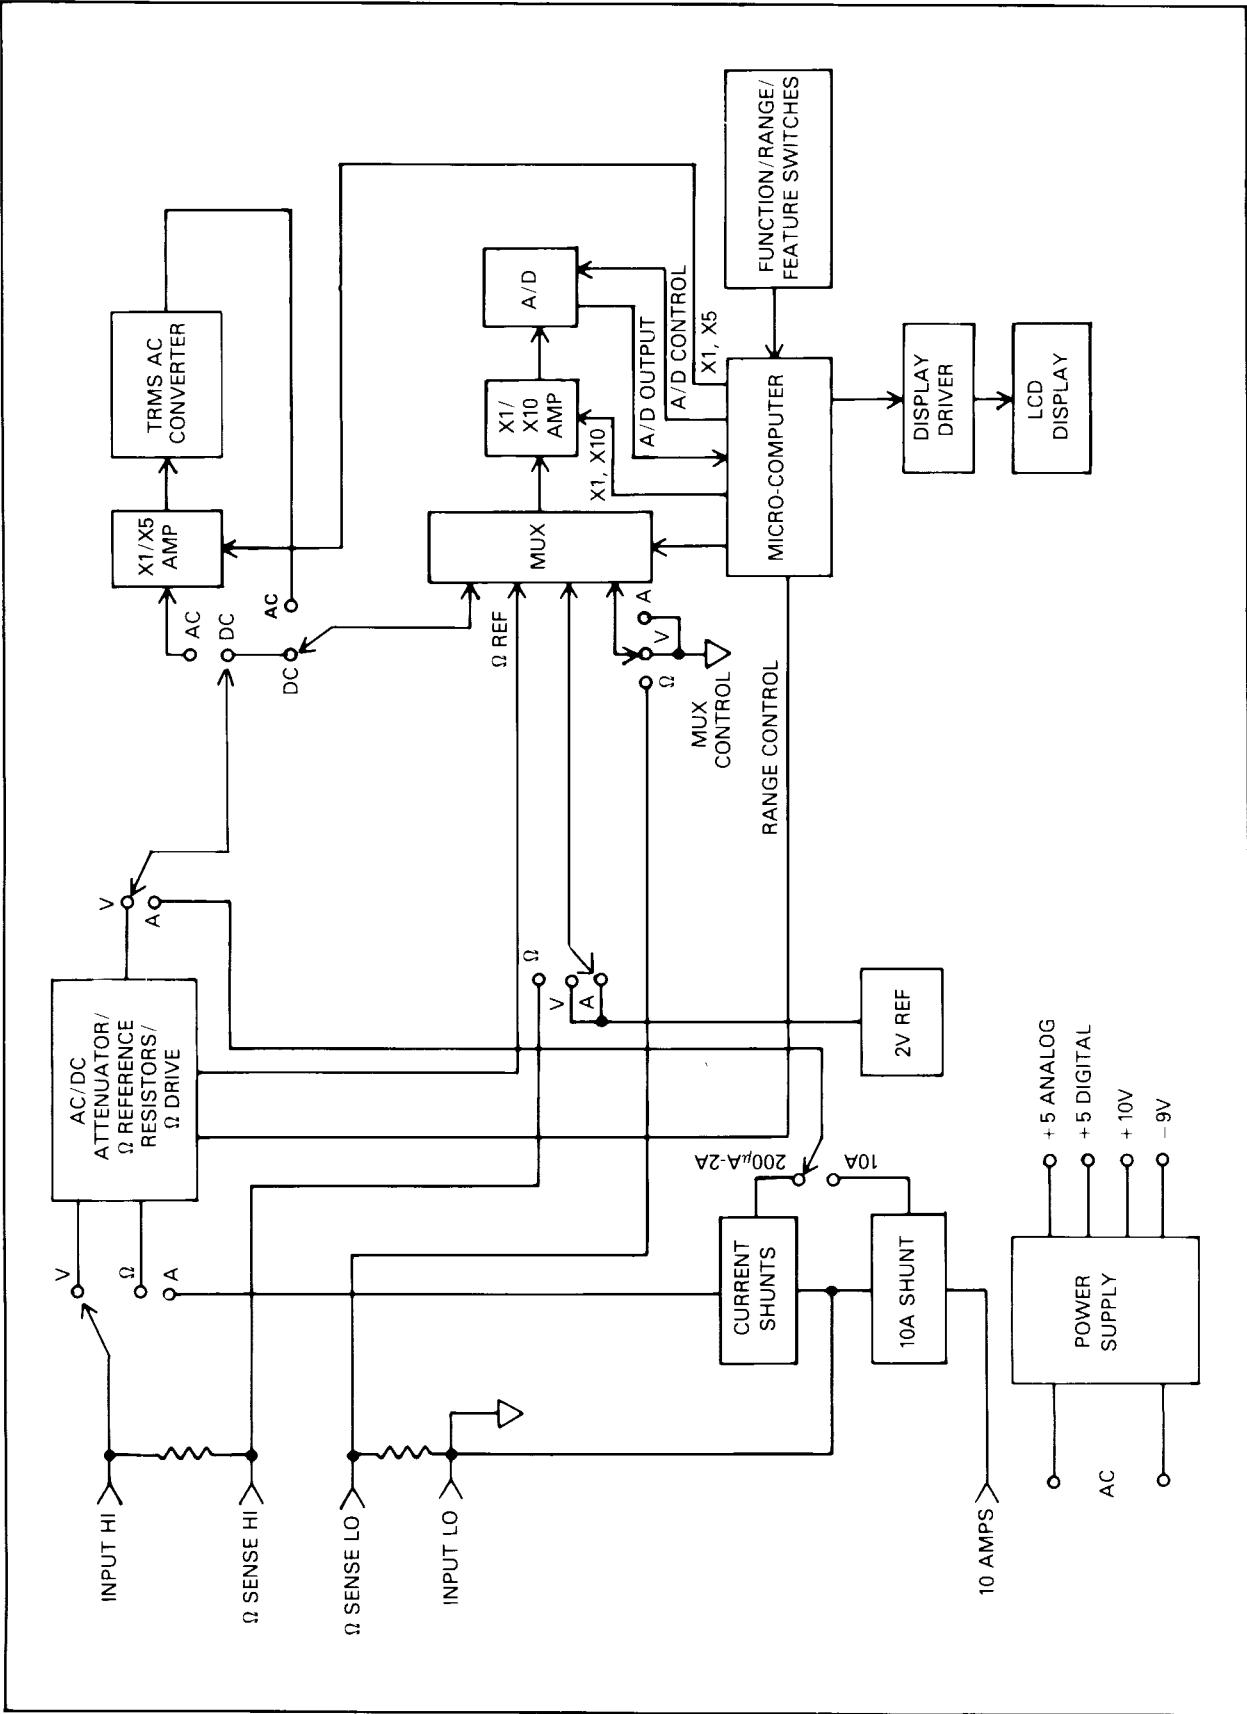 INPUT HI
Ω SENSE HI
Ω SENSE LO
INPUT LO
10 AMPS
V
Ω
A
AC/DC
ATTENUATOR/
Ω REFERENCE
RESISTORS/
Ω DRIVE
V
A
AC
DC
DC
AC
X1/X5
AMP
TRMS AC
CONVERTER
Ω REF
MUX
X1/
X10
AMP
A/D
X1, X10
A/D OUTPUT
A/D CONTROL
X1, X5
Ω
V
A
Ω
V
A
MUX
CONTROL
RANGE CONTROL
MICRO-COMPUTER
FUNCTION/RANGE/
FEATURE SWITCHES
DISPLAY
DRIVER
LCD
DISPLAY
2V REF
CURRENT
SHUNTS
200µA-2A
10A
10A SHUNT
AC
POWER
SUPPLY
+5 ANALOG
+5 DIGITAL
+10V
–9V